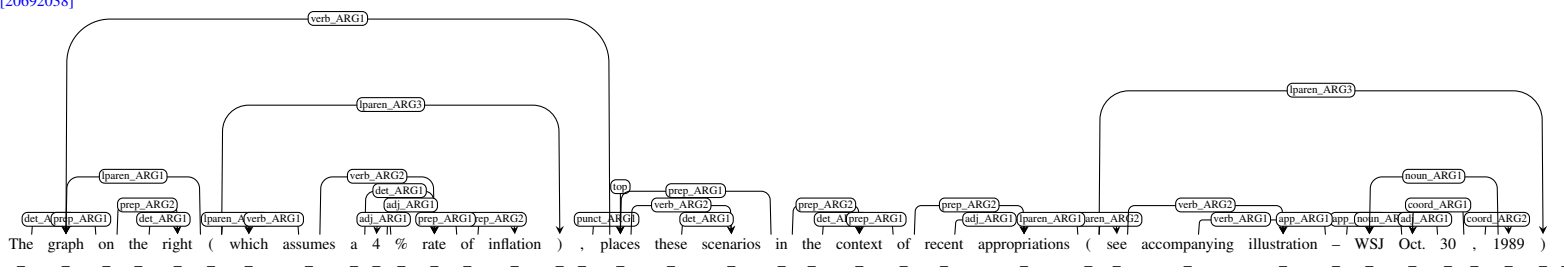 [20692038]
verb_ARG1
lparen_ARG3 lparen_ARG3
lparen_ARG1 verb_ARG2 top noun_ARG1
det_ARG1 prep_ARG1
prep_ARG2 adj_ARG1 verb_ARG2 prep_ARG2 prep_ARG2 verb_ARG2 coord_ARG1
prep_ARG1 det_ARG1 verb_ARG1 adj_ARG1 prep_ARG1 det_ARG1 prep_ARG1 adj_ARG1 lparen_ARG1 verb_ARG1 app_ARG1 adj_ARG1 coord_ARG2
The graph on the right ( which assumes a 4 % rate of inflation ) , places these scenarios in the context of recent appropriations ( see accompanying illustration – WSJ Oct. 30 , 1989 )